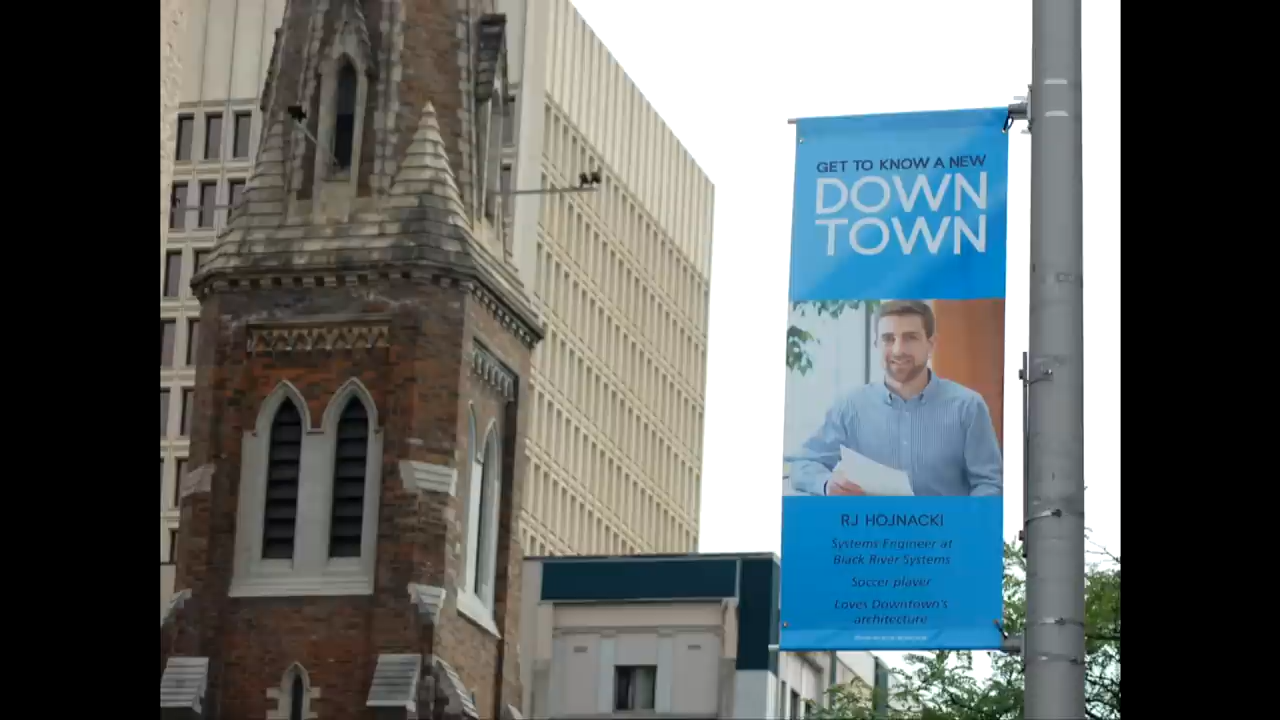 GET TO KNOW A NEW
DOWN
TOWN
RJ HOJNACKI
Systems Engineer at
Black River Systems
Soccer player
Loves Downtown's
architecture